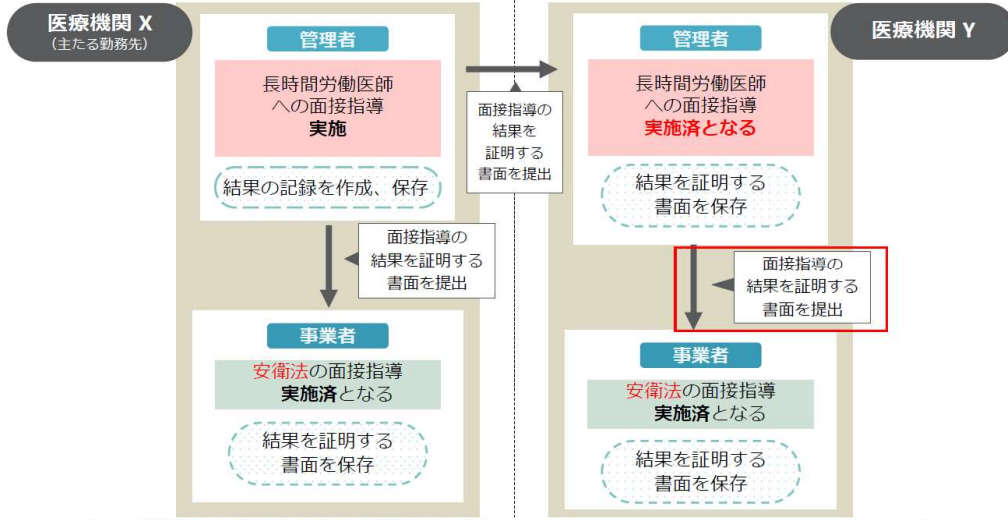 医療機関 X
(主たる勤務先)
管理者
長時間労働医師
への面接指導
実施
結果の記録を作成、保存
面接指導の
結果を証明する
書面を提出
事業者
安衛法の面接指導
実施済となる
結果を証明する
書面を保存
面接指導の
結果を
証明する
書面を提出
医療機関 Y
管理者
長時間労働医師
への面接指導
実施済となる
結果を証明する
書面を保存
面接指導の
結果を証明する
書面を提出
事業者
安衛法の面接指導
実施済となる
結果を証明する
書面を保存